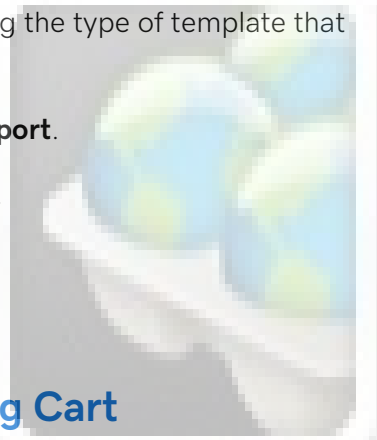 g the type of template that
port.
g Cart